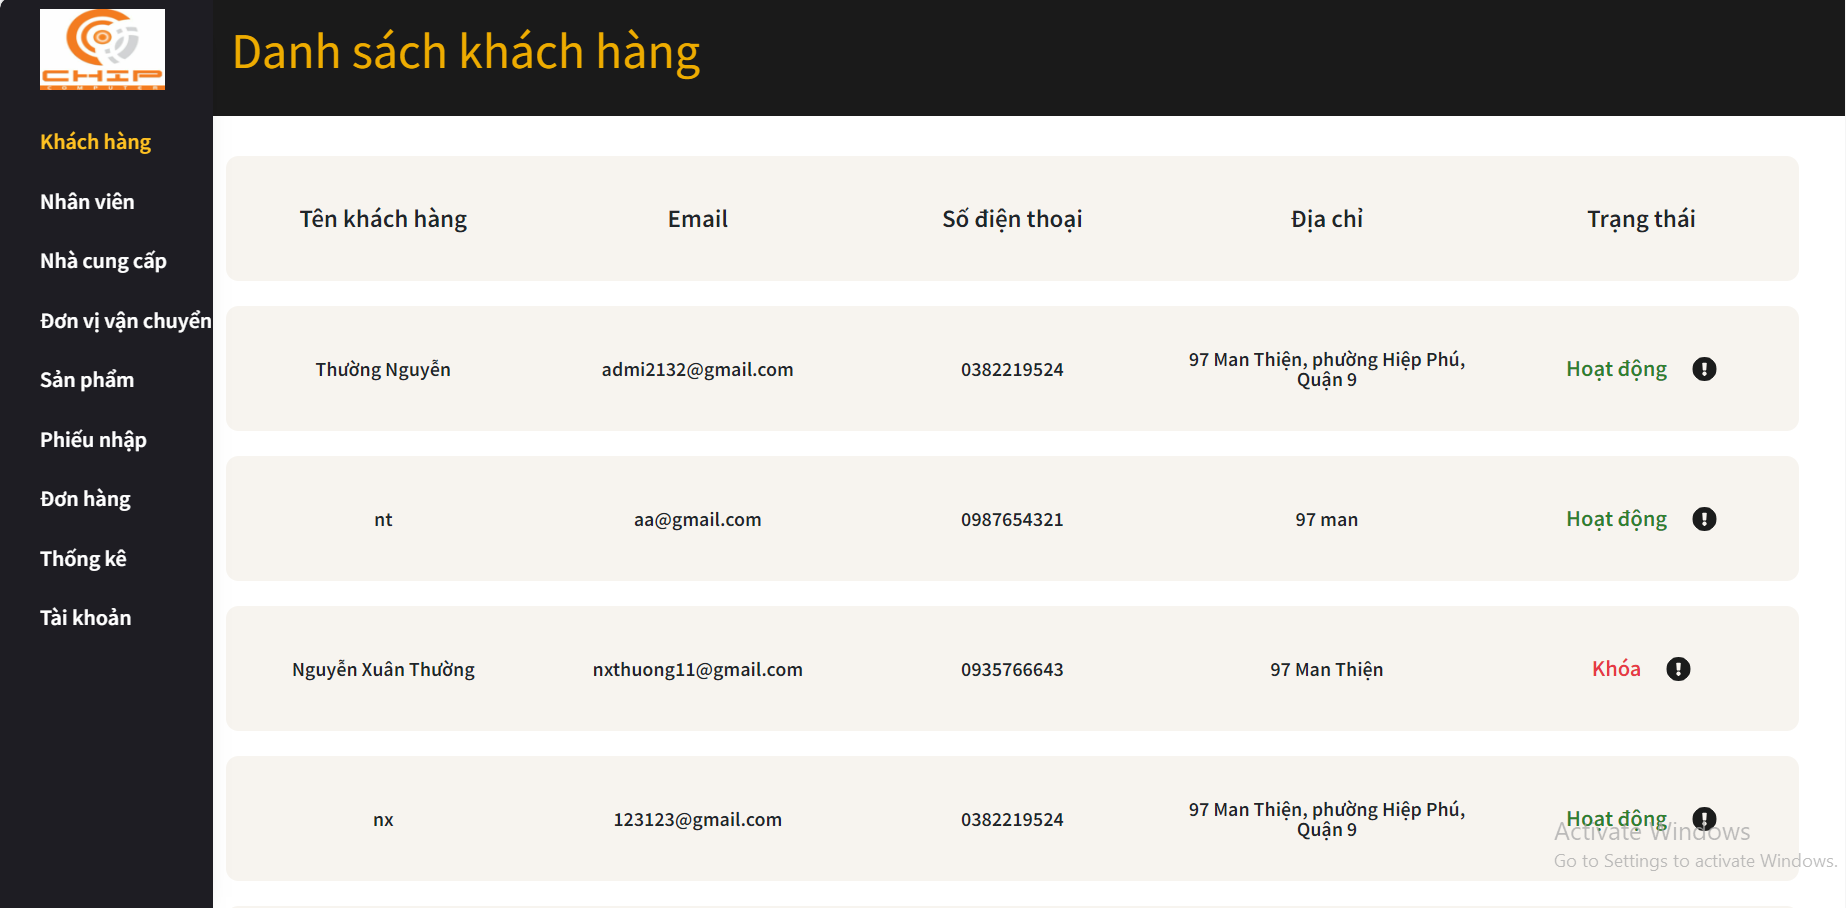 CHIP
COMPUTER
Danh sách khách hàng
Khách hàng
Nhân viên
Nhà cung cấp
Đơn vị vận chuyển
Sản phẩm
Phiếu nhập
Đơn hàng
Thống kê
Tài khoản
Tên khách hàng Email Số điện thoại Địa chỉ Trạng thái
Thường Nguyễn admi2132@gmail.com 0382219524 97 Man Thiện, phường Hiệp Phú,
Quận 9 Hoạt động
nt aa@gmail.com 0987654321 97 man Hoạt động
Nguyễn Xuân Thường nxthuong11@gmail.com 0935766643 97 Man Thiện Khóa
nx 123123@gmail.com 0382219524 97 Man Thiện, phường Hiệp Phú,
Quận 9 Hoạt động
Activate Windows
Go to Settings to activate Windows.